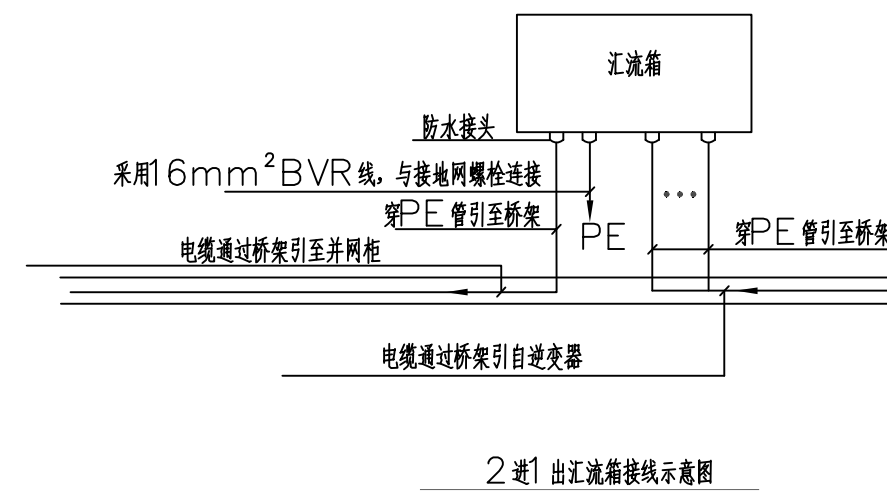 汇流箱
防水接头
采用16mm²BVR线，与接地网螺栓连接
穿PE管引至桥架
PE
穿PE管引至桥架
电缆通过桥架引至并网柜
电缆通过桥架引自逆变器
2进1出汇流箱接线示意图